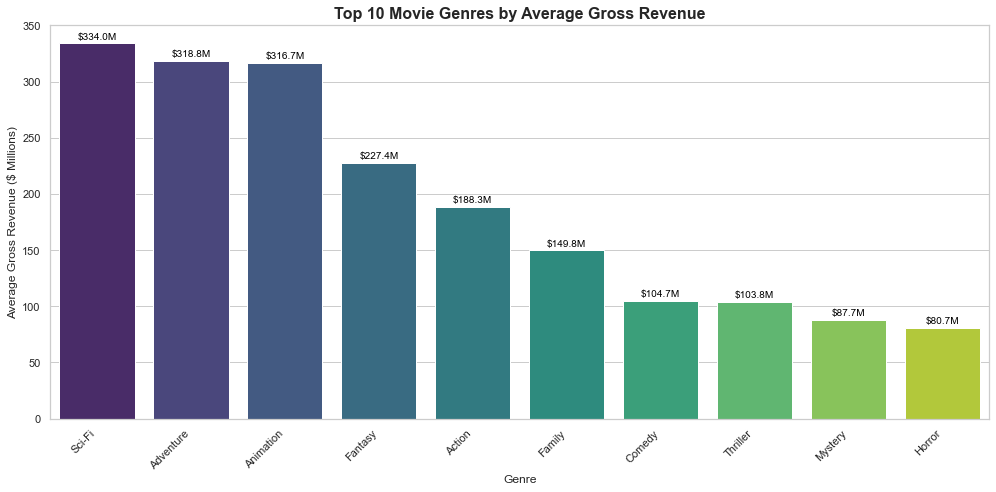 Top 10 Movie Genres by Average Gross Revenue
Average Gross Revenue ($ Millions)
350
300
250
200
150
100
50
0
$334.0M
$318.8M
$316.7M
$227.4M
$188.3M
$149.8M
$104.7M
$103.8M
$87.7M
$80.7M
Sci-Fi
Adventure
Animation
Fantasy
Action
Family
Comedy
Thriller
Mystery
Horror
Genre